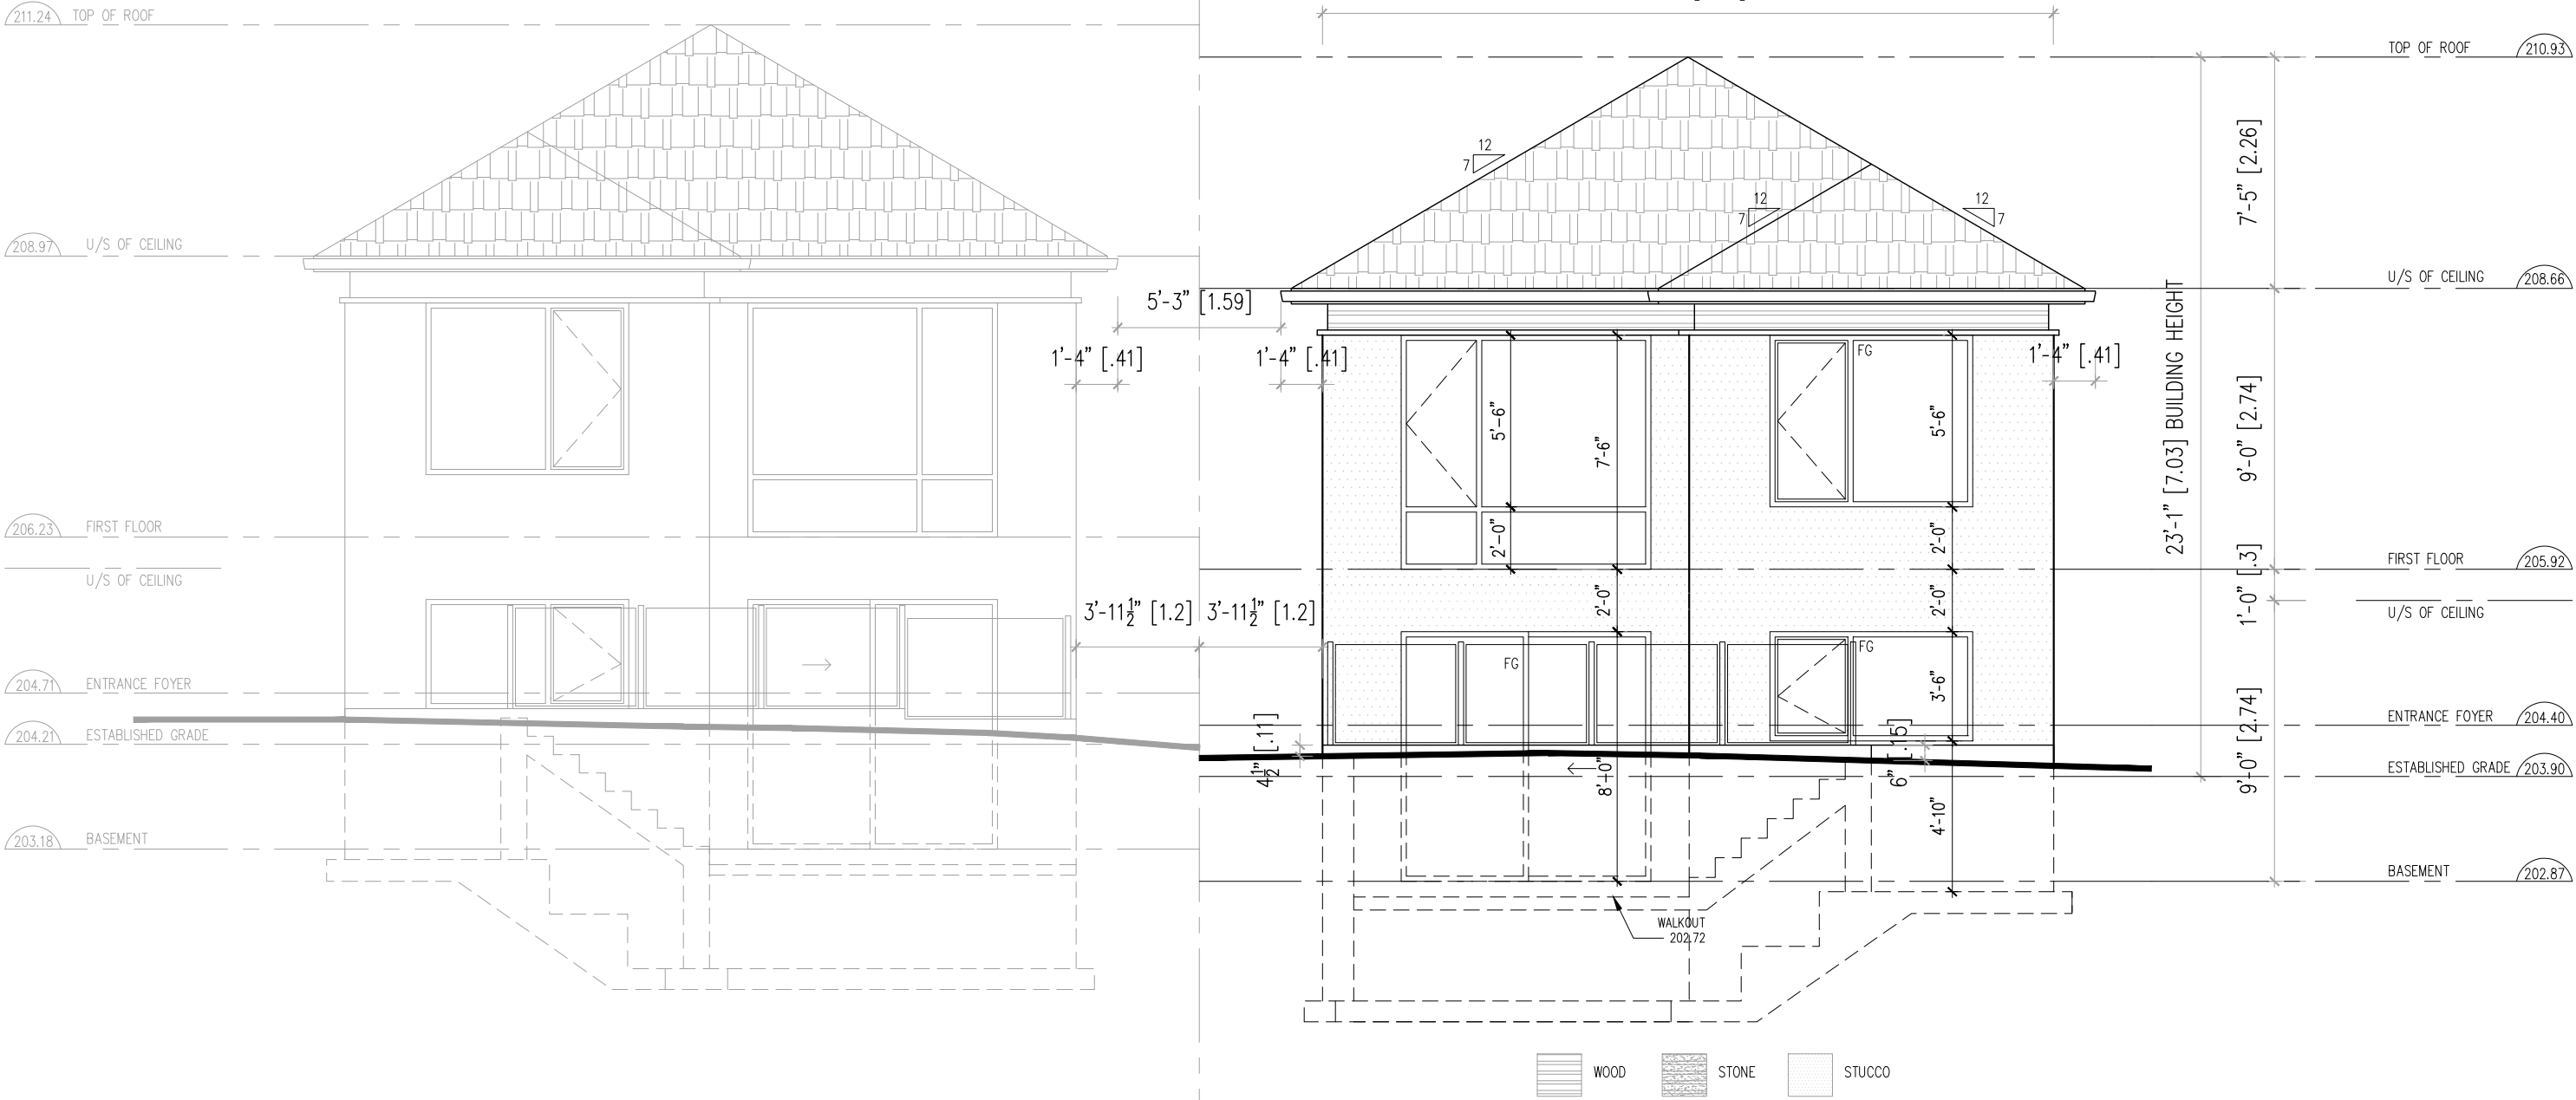 211.24 TOP OF ROOF
TOP OF ROOF 210.93
12
7
7'-5" [2.26]
12
7
12
7
208.97 U/S OF CEILING
U/S OF CEILING 208.66
5'-3" [1.59]
1'-4" [.41]
1'-4" [.41]
1'-4" [.41]
FG
23'-1" [7.03] BUILDING HEIGHT
9'-0" [2.74]
5'-6"
7'-6"
5'-6"
2'-0"
2'-0"
206.23 FIRST FLOOR
FIRST FLOOR 205.92
U/S OF CEILING
1'-0" [.3]
U/S OF CEILING
3'-11½" [1.2]
3'-11½" [1.2]
2'-0"
2'-0"
FG
FG
3'-6"
204.71 ENTRANCE FOYER
ENTRANCE FOYER 204.40
204.21 ESTABLISHED GRADE
4½" [.11]
6" [.15]
ESTABLISHED GRADE 203.90
9'-0" [2.74]
8'-0"
4'-10"
203.18 BASEMENT
BASEMENT 202.87
WALKOUT
202.72
WOOD
STONE
STUCCO